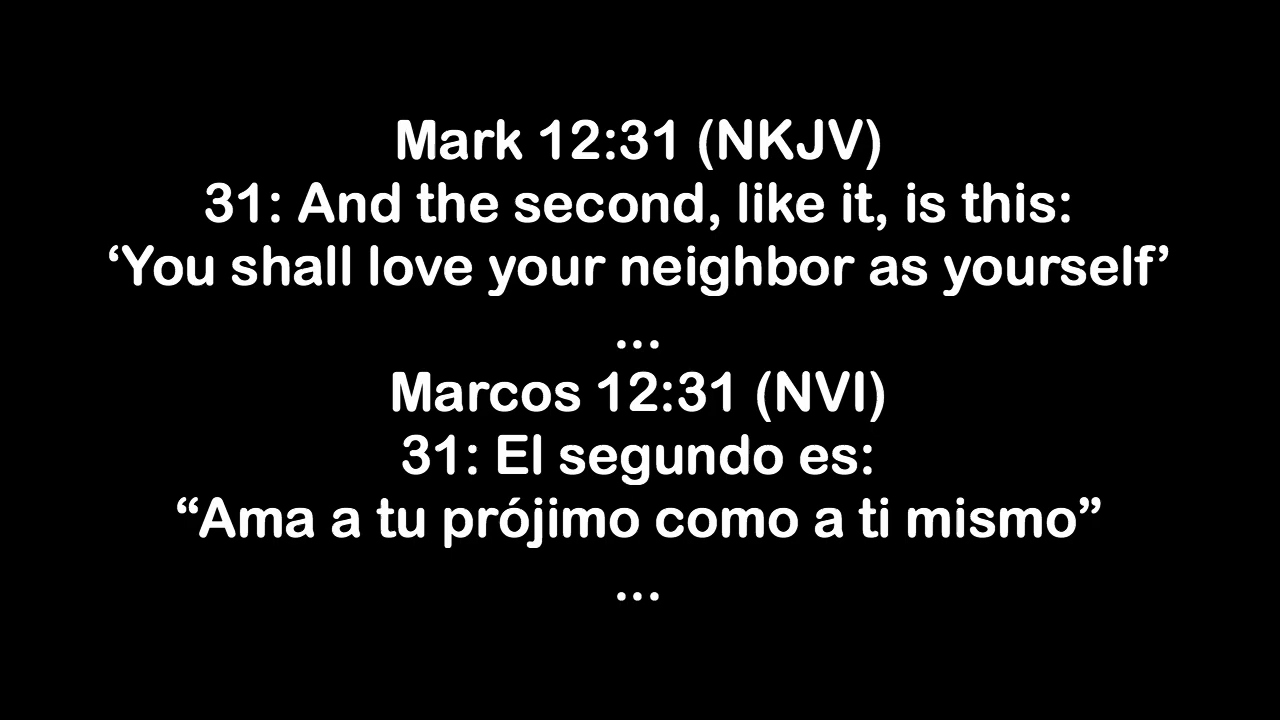 Mark 12:31 (NKJV)
31: And the second, like it, is this:
‘You shall love your neighbor as yourself’
...
Marcos 12:31 (NVI)
31: El segundo es:
“Ama a tu prójimo como a ti mismo”
...